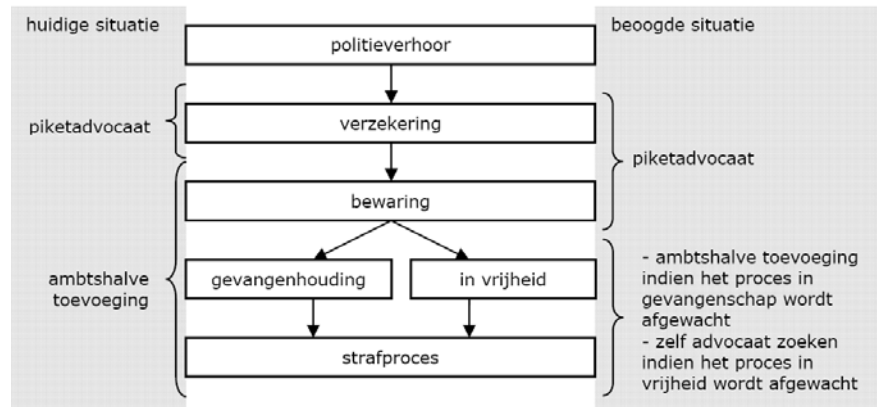 huidige situatie
politieverhoor
beoogde situatie
piketadvocaat
verzekering
piketadvocaat
bewaring
ambtshalve
toevoeging
gevangenhouding
in vrijheid
strafproces
- ambtshalve toevoeging
indien het proces in
gevangenschap wordt
afgewacht
- zelf advocaat zoeken
indien het proces in
vrijheid wordt afgewacht